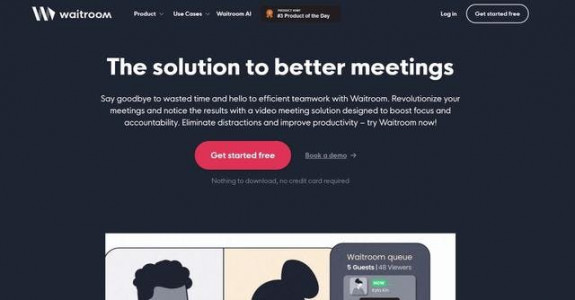 waitroom
Product
Use Cases
Waitroom AI
PRODUCT HUNT
#3 Product of the Day
Log in
Get started free
The solution to better meetings
Say goodbye to wasted time and hello to efficient teamwork with Waitroom. Revolutionize your
meetings and notice the results with a video meeting solution designed to boost focus and
accountability. Eliminate distractions and improve productivity – try Waitroom now!
Get started free
Book a demo →
Nothing to download, no credit card required
Waitroom queue
5 Guests | 48 Viewers
NOW